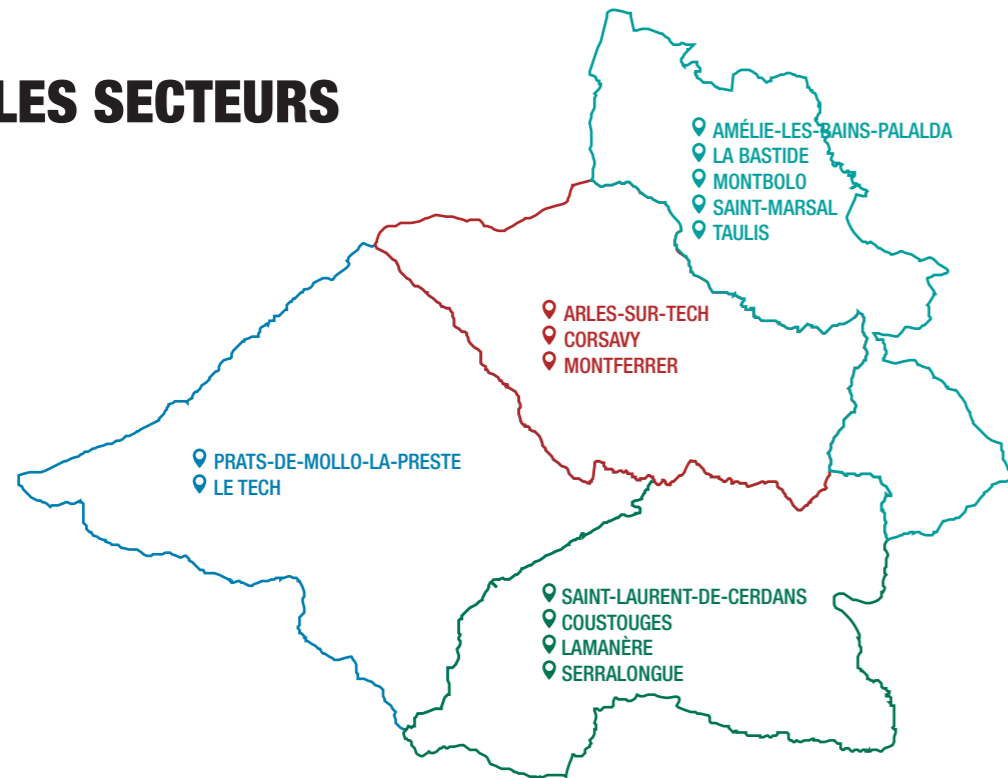 LES SECTEURS
AMÉLIE-LES-BAINS-PALALDA
LA BASTIDE
MONTBOLO
SAINT-MARSAL
TAULIS
ARLES-SUR-TECH
CORSAVY
MONTFERRER
PRATS-DE-MOLLO-LA-PRESTE
LE TECH
SAINT-LAURENT-DE-CERDANS
COUSTOUGES
LAMANÈRE
SERRALONGUE